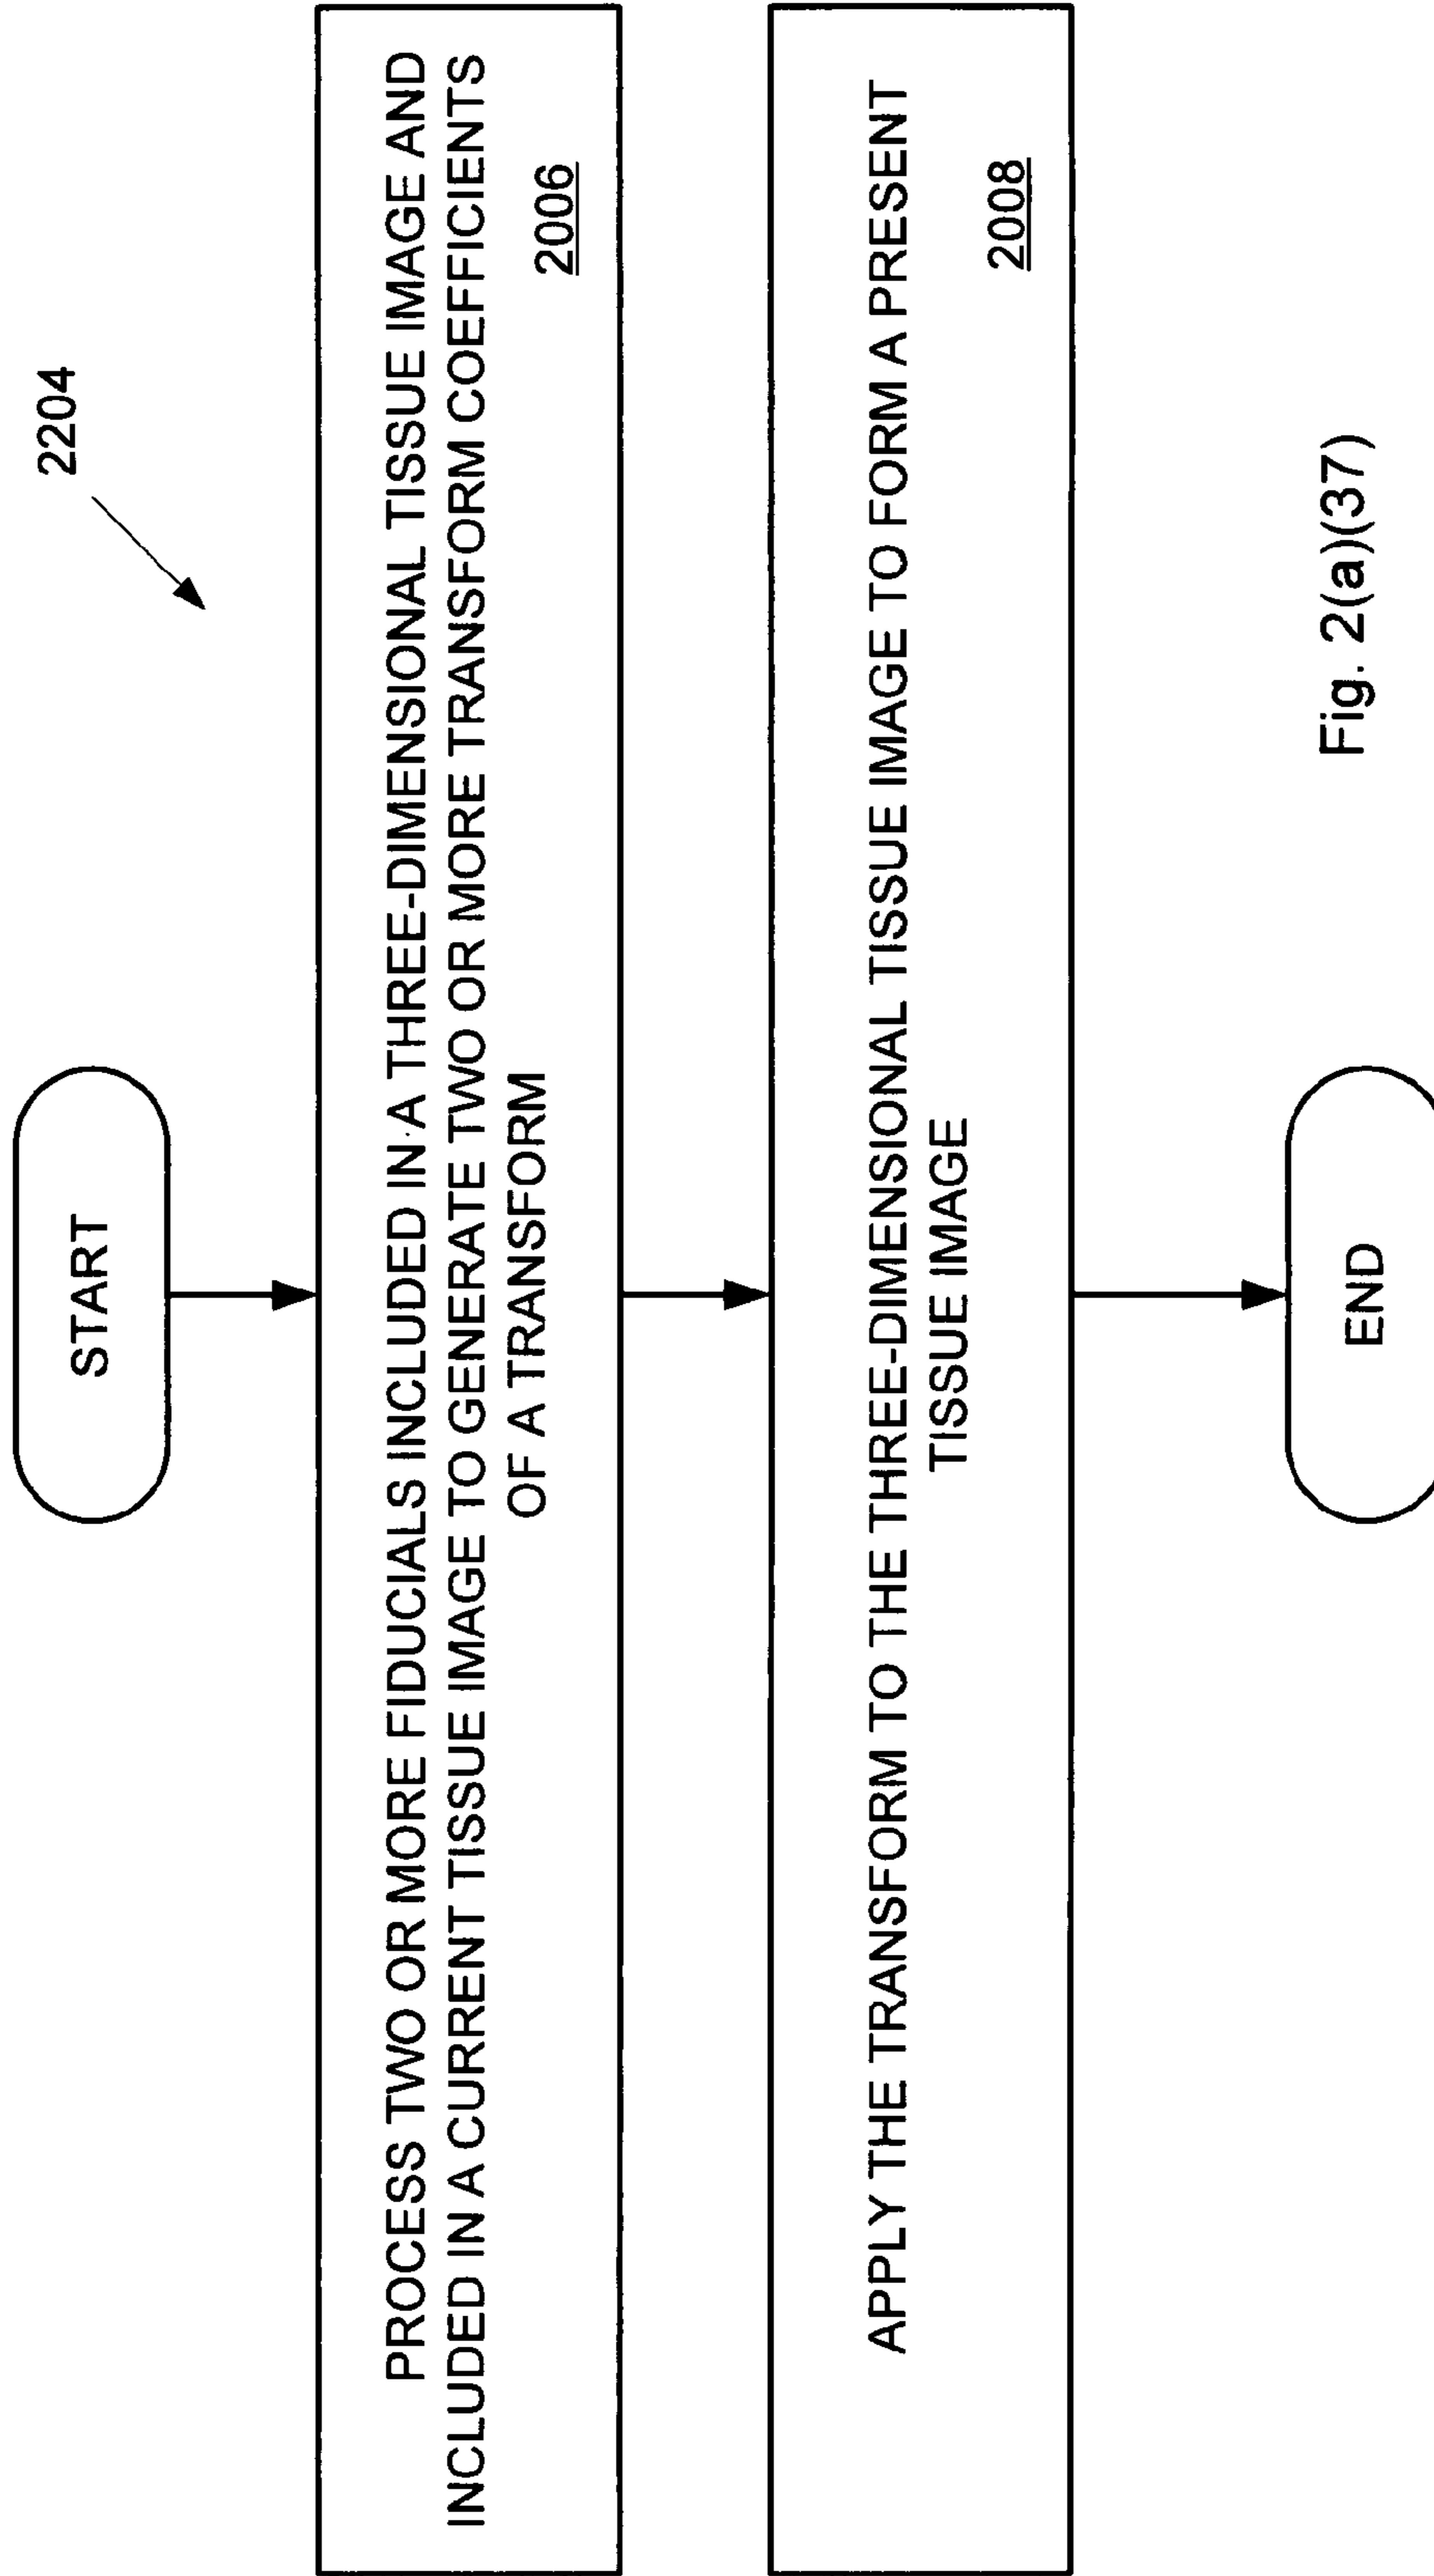 2204
START
PROCESS TWO OR MORE FIDUCIALS INCLUDED IN A THREE-DIMENSIONAL TISSUE IMAGE AND
INCLUDED IN A CURRENT TISSUE IMAGE TO GENERATE TWO OR MORE TRANSFORM COEFFICIENTS
OF A TRANSFORM
2006
APPLY THE TRANSFORM TO THE THREE-DIMENSIONAL TISSUE IMAGE TO FORM A PRESENT
TISSUE IMAGE
2008
END
Fig. 2(a)(37)